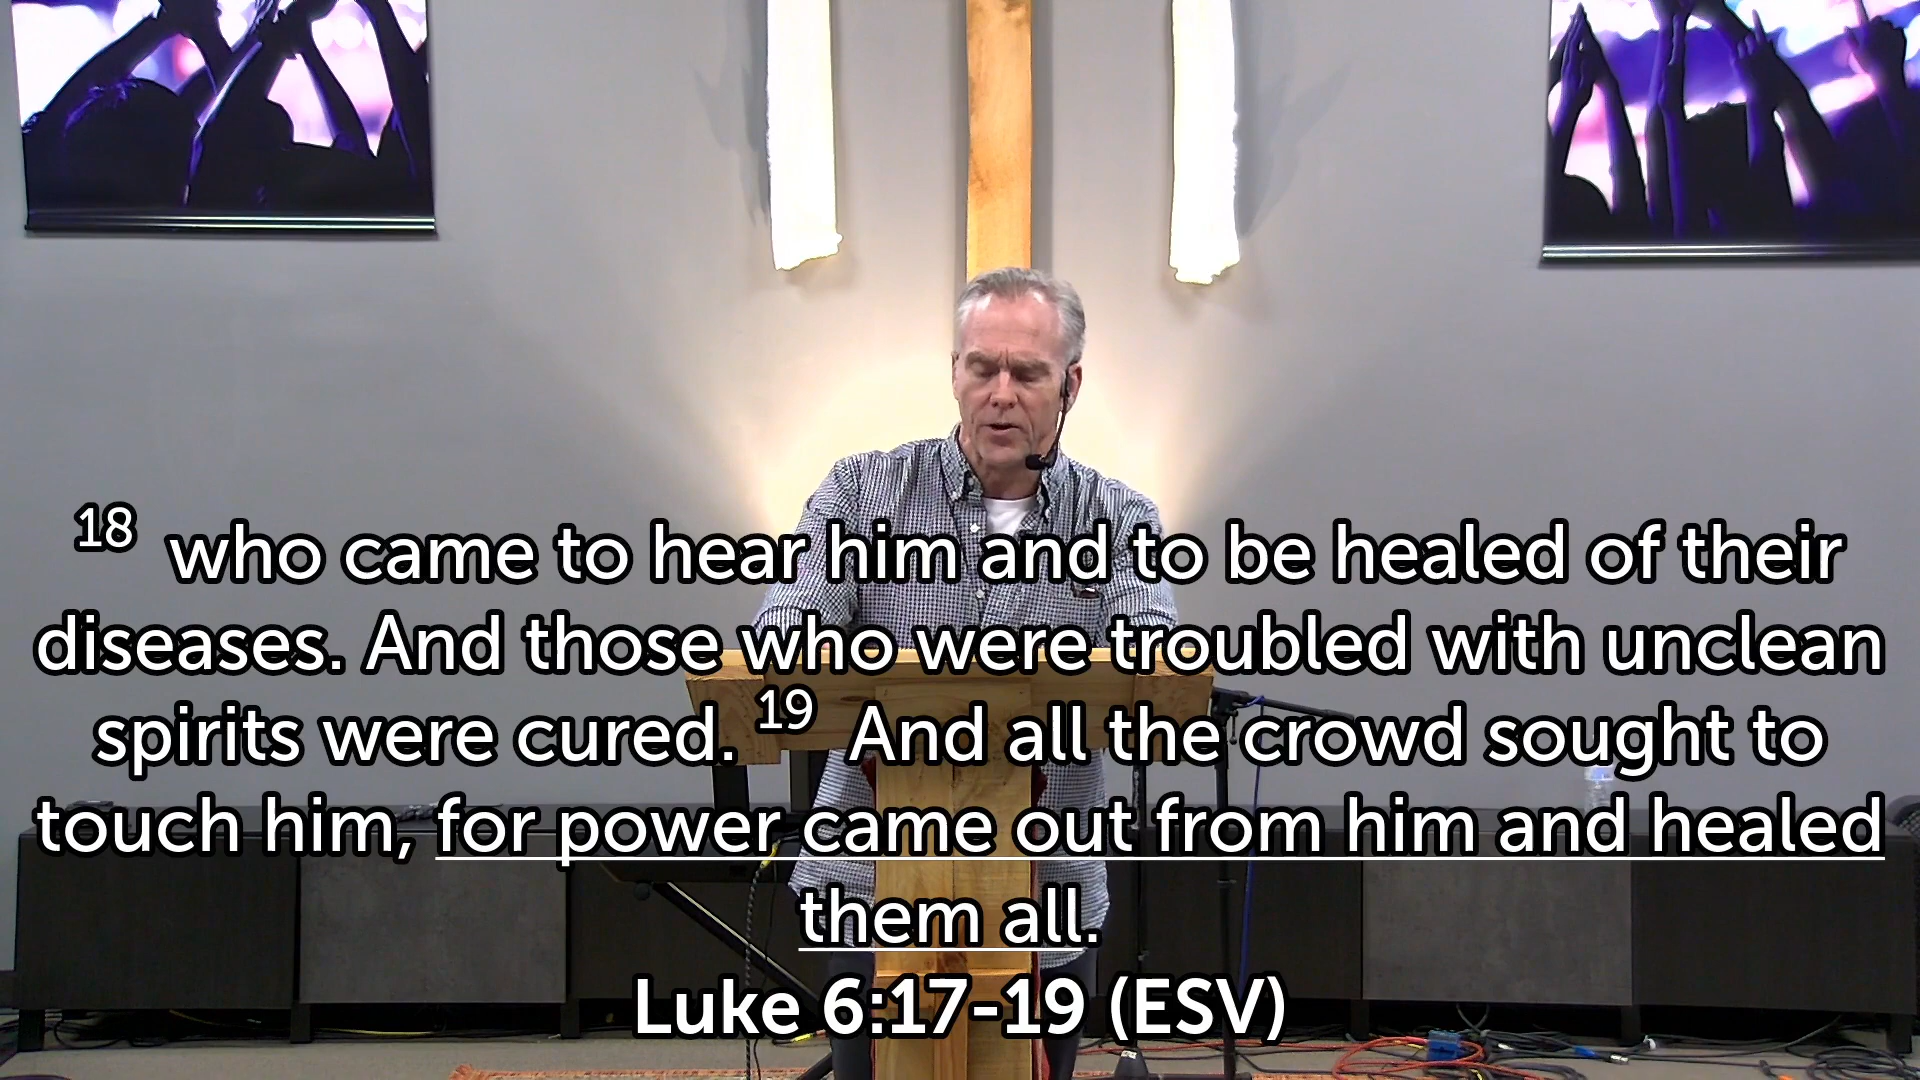 18 who came to hear him and to be healed of their
diseases. And those who were troubled with unclean
spirits were cured. 19 And all the crowd sought to
touch him, for power came out from him and healed
them all.
Luke 6:17-19 (ESV)